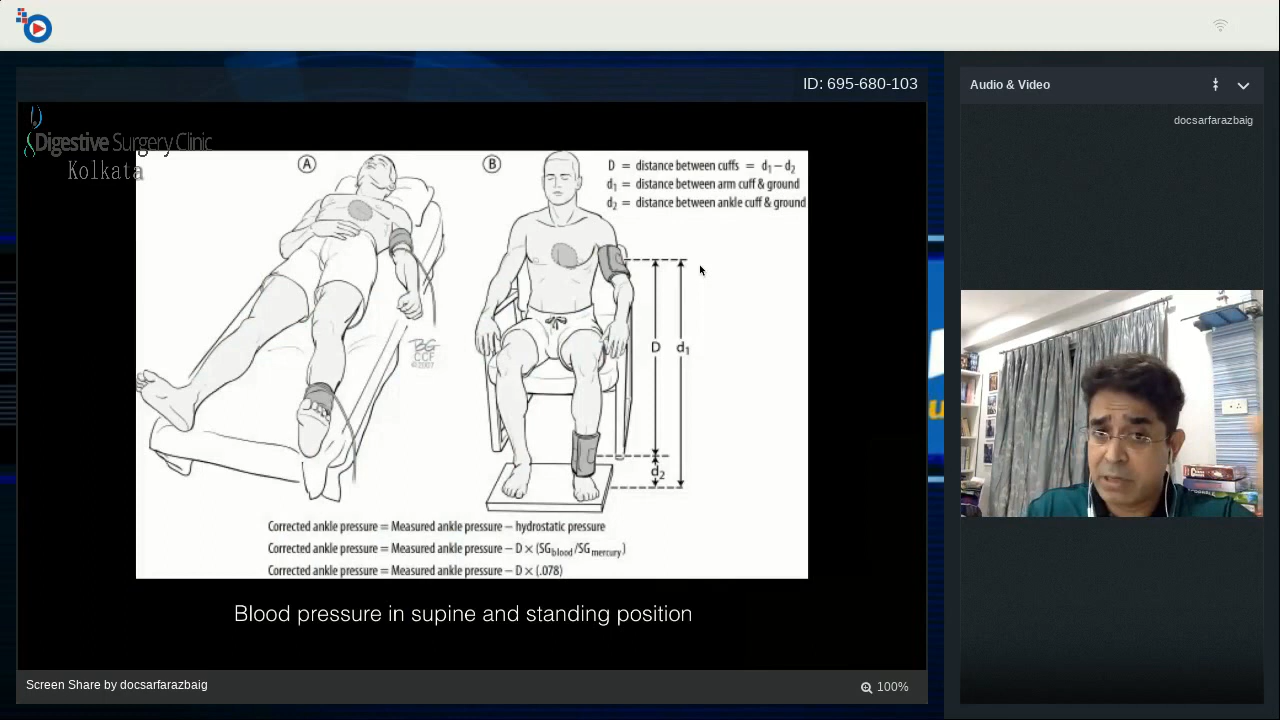 ID: 695-680-103
Audio & Video
docsarfarazbaig
Digestive Surgery Clinic
Kolkata
A
B
D = distance between cuffs = d1 – d2
d1 = distance between arm cuff & ground
d2 = distance between ankle cuff & ground
D
d1
d2
BG
CCF
©2007
Corrected ankle pressure = Measured ankle pressure – hydrostatic pressure
Corrected ankle pressure = Measured ankle pressure – D × (SGblood/SGmercury)
Corrected ankle pressure = Measured ankle pressure – D × (.078)
Blood pressure in supine and standing position
Screen Share by docsarfarazbaig
100%